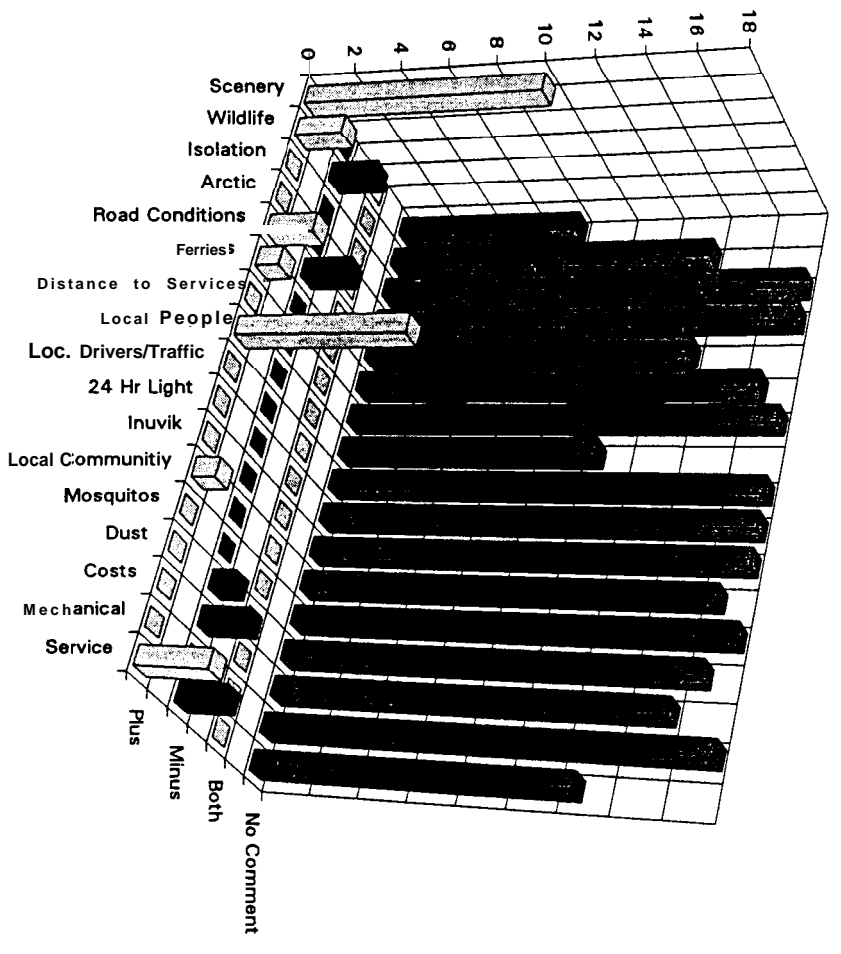 0 2 4 6 8 10 12 14 16 18
Scenery
Wildlife
Isolation
Arctic
Road Conditions
Ferries
Distance to Services
Local People
Loc. Drivers/Traffic
24 Hr Light
Inuvik
Local Communitiy
Mosquitos
Dust
Costs
Mechanical
Service
Plus
Minus
Both
No Comment